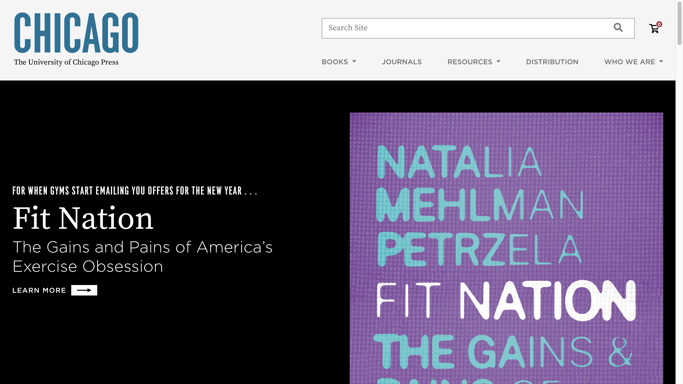 CHICAGO
The University of Chicago Press
Search Site
0
BOOKS
JOURNALS
RESOURCES
DISTRIBUTION
WHO WE ARE
FOR WHEN GYMS START EMAILING YOU OFFERS FOR THE NEW YEAR . . .
Fit Nation
The Gains and Pains of America's
Exercise Obsession
LEARN MORE
NATALIA
MEHLMAN
PETRZELA
FIT NATION
THE GAINS &
PAINS OF